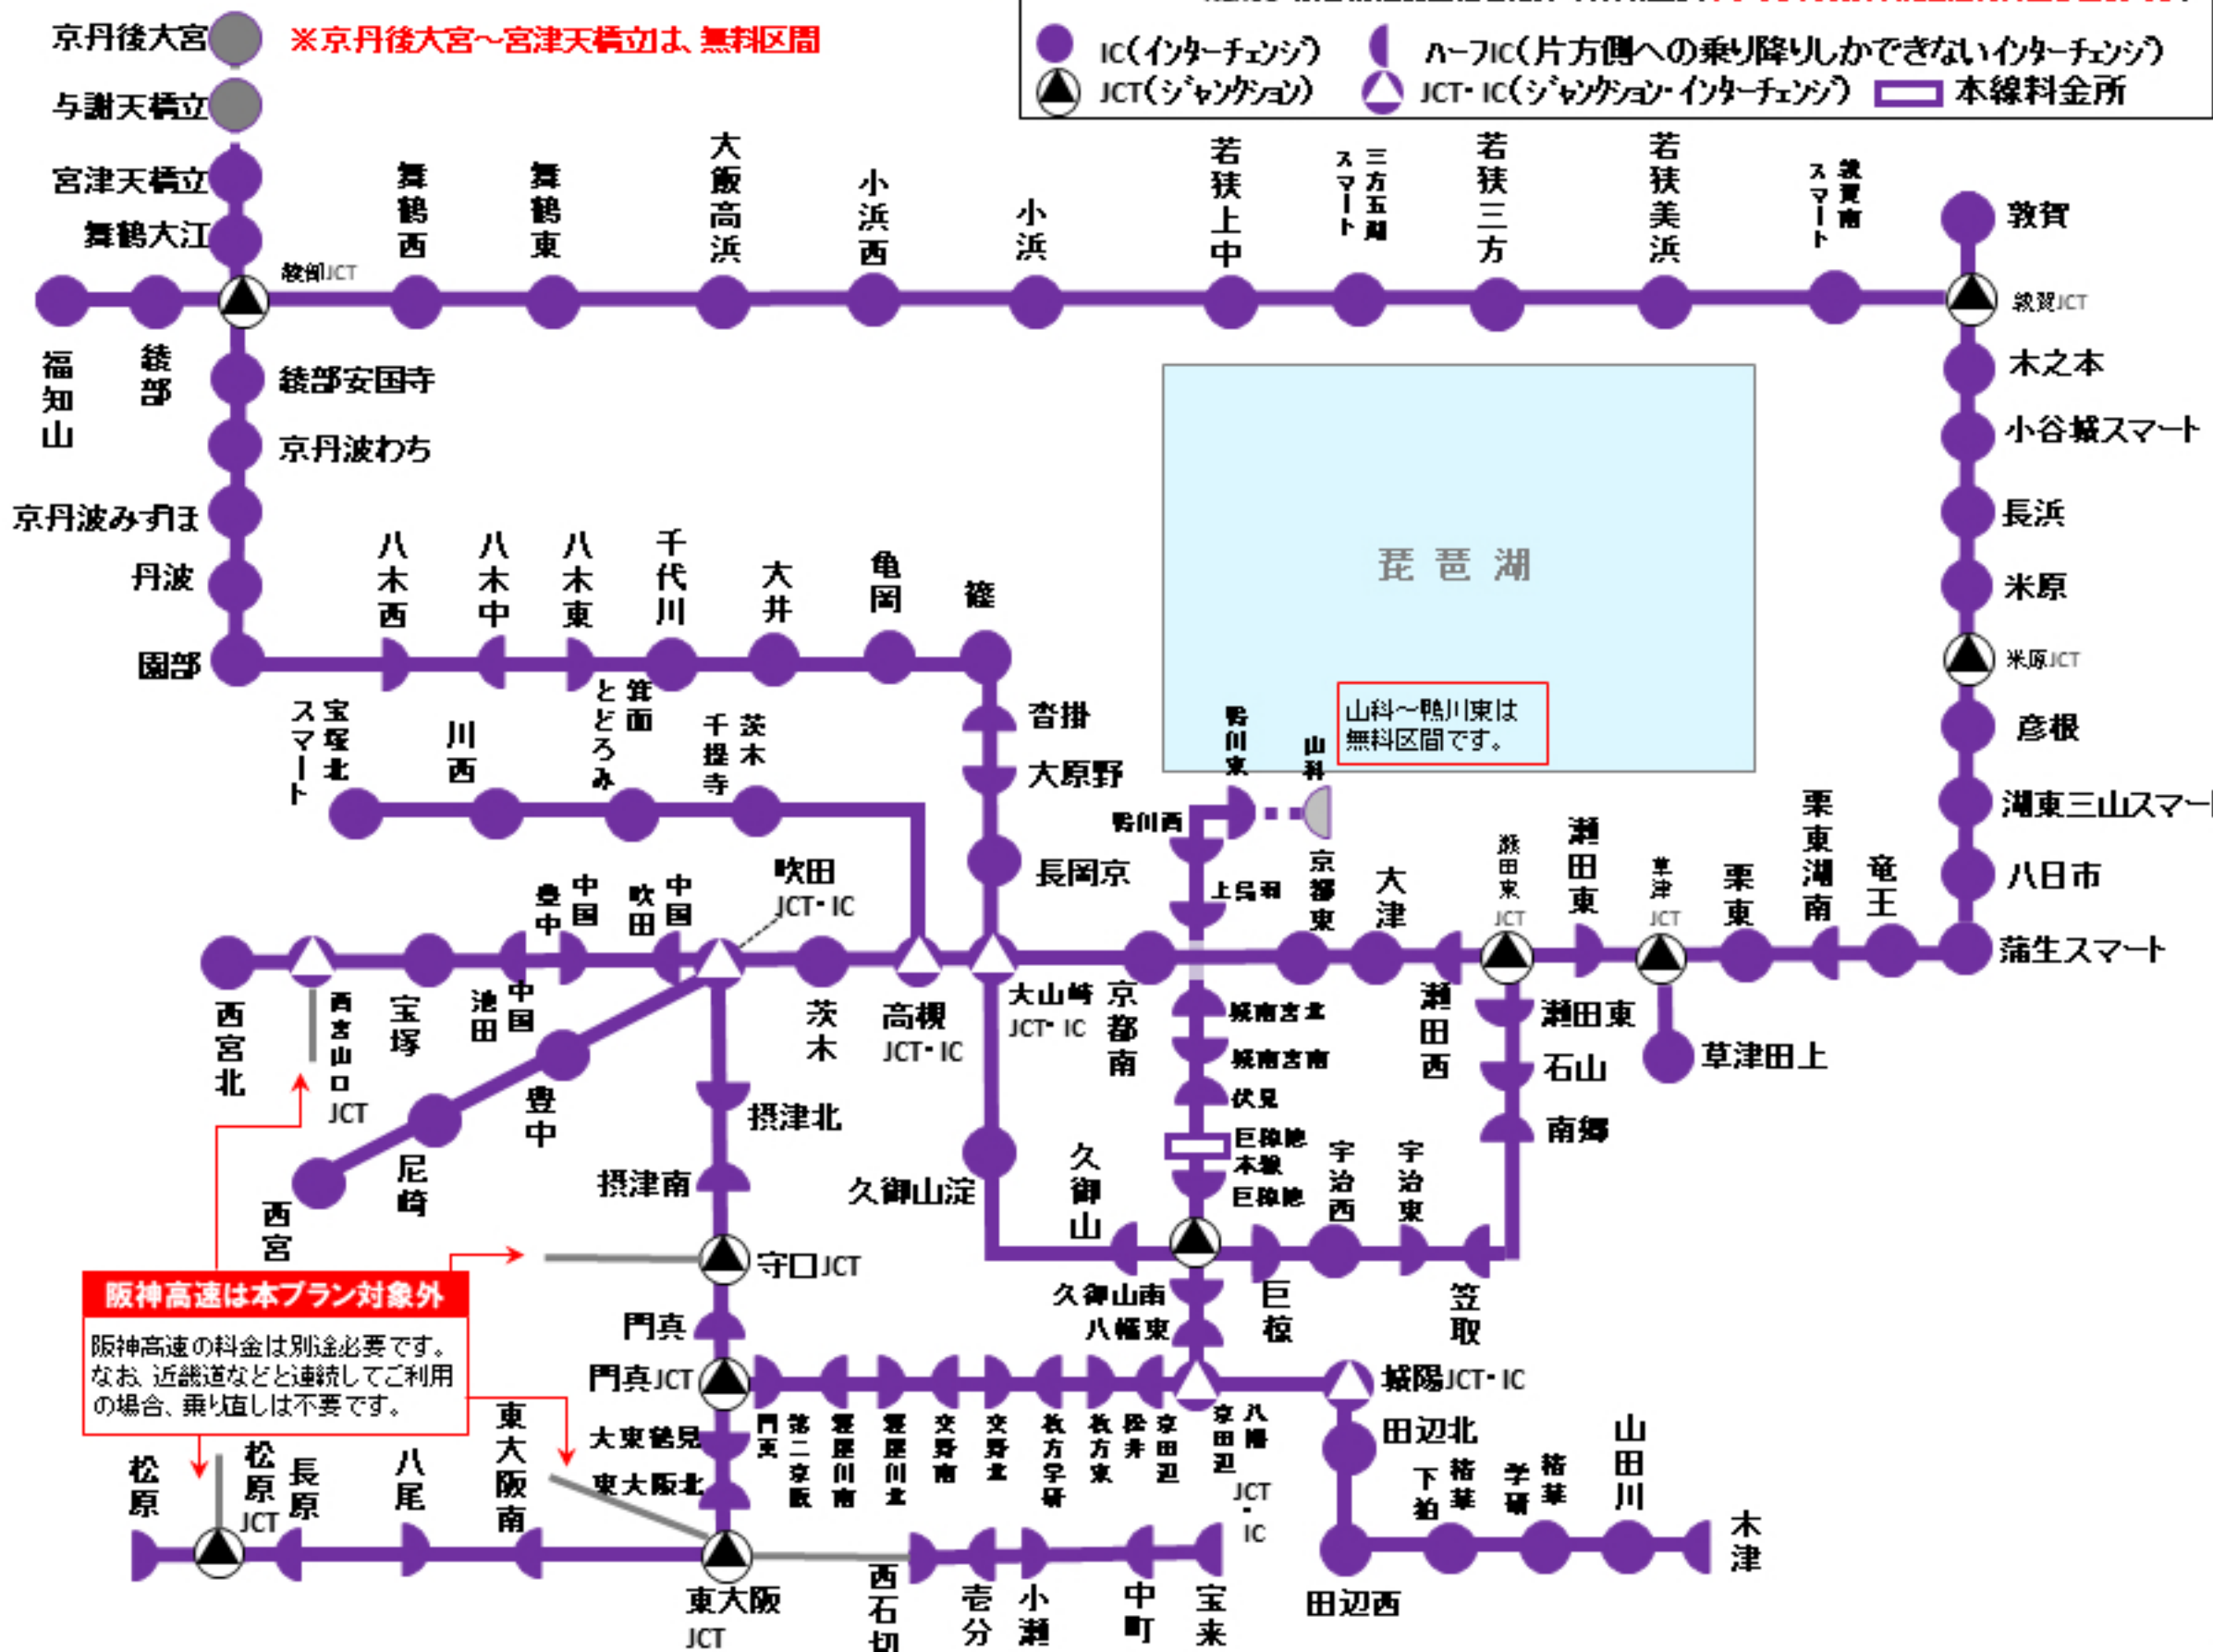 ※京丹後大宮～宮津天橋立は、無料区間
IC(インターチェンジ)
ハーフIC(片方側への乗り降りしかできないインターチェンジ)
JCT(ジャンクション)
JCT・IC(ジャンクション・インターチェンジ)
本線料金所
京丹後大宮
与謝天橋立
宮津天橋立
舞鶴大江
綾部JCT
舞鶴西
舞鶴東
大飯高浜
小浜西
小浜
若狭上中
三方五湖
スマート
若狭三方
若狭美浜
敦賀南
スマート
敦賀
敦賀JCT
福知山
綾部
綾部安国寺
京丹波わち
京丹波みずほ
丹波
園部
木之本
小谷城スマート
長浜
米原
米原JCT
彦根
湖東三山スマート
八日市
蒲生スマート
琵琶湖
山科～鴨川東は
無料区間です。
八木西
八木中
八木東
千代川
大井
亀岡
篠
沓掛
大原野
長岡京
宝塚北
スマート
川西
箕面
とどろみ
茨木
千提寺
鴨川東
山科
鴨川西
上鳥羽
京都東
大津
瀬田東
JCT
瀬田東
草津
JCT
栗東
栗東湖南
竜王
吹田
JCT・IC
中国
豊中
中国
吹田
西宮北
西宮山口
JCT
宝塚
中国
池田
茨木
高槻
JCT・IC
大山崎
JCT・IC
京都南
城南宮北
城南宮南
伏見
巨椋池
本線
巨椋池
瀬田西
瀬田東
石山
南郷
草津田上
豊中
尼崎
西宮
摂津北
摂津南
守口JCT
門真
門真JCT
大東鶴見
東大阪北
久御山淀
久御山
宇治西
宇治東
久御山南
八幡東
巨椋
笠取
阪神高速は本プラン対象外
阪神高速の料金は別途必要です。
なお、近畿道などと連続してご利用
の場合、乗り直しは不要です。
第二京阪
門真
寝屋川南
寝屋川北
交野南
交野北
枚方学研
枚方東
京田辺
松井
八幡
京田辺
JCT
・
IC
城陽JCT・IC
田辺北
田辺西
精華
下狛
精華
学研
山田川
木津
松原
松原
JCT
長原
八尾
東大阪南
東大阪
JCT
西石切
壱分
小瀬
中町
宝来